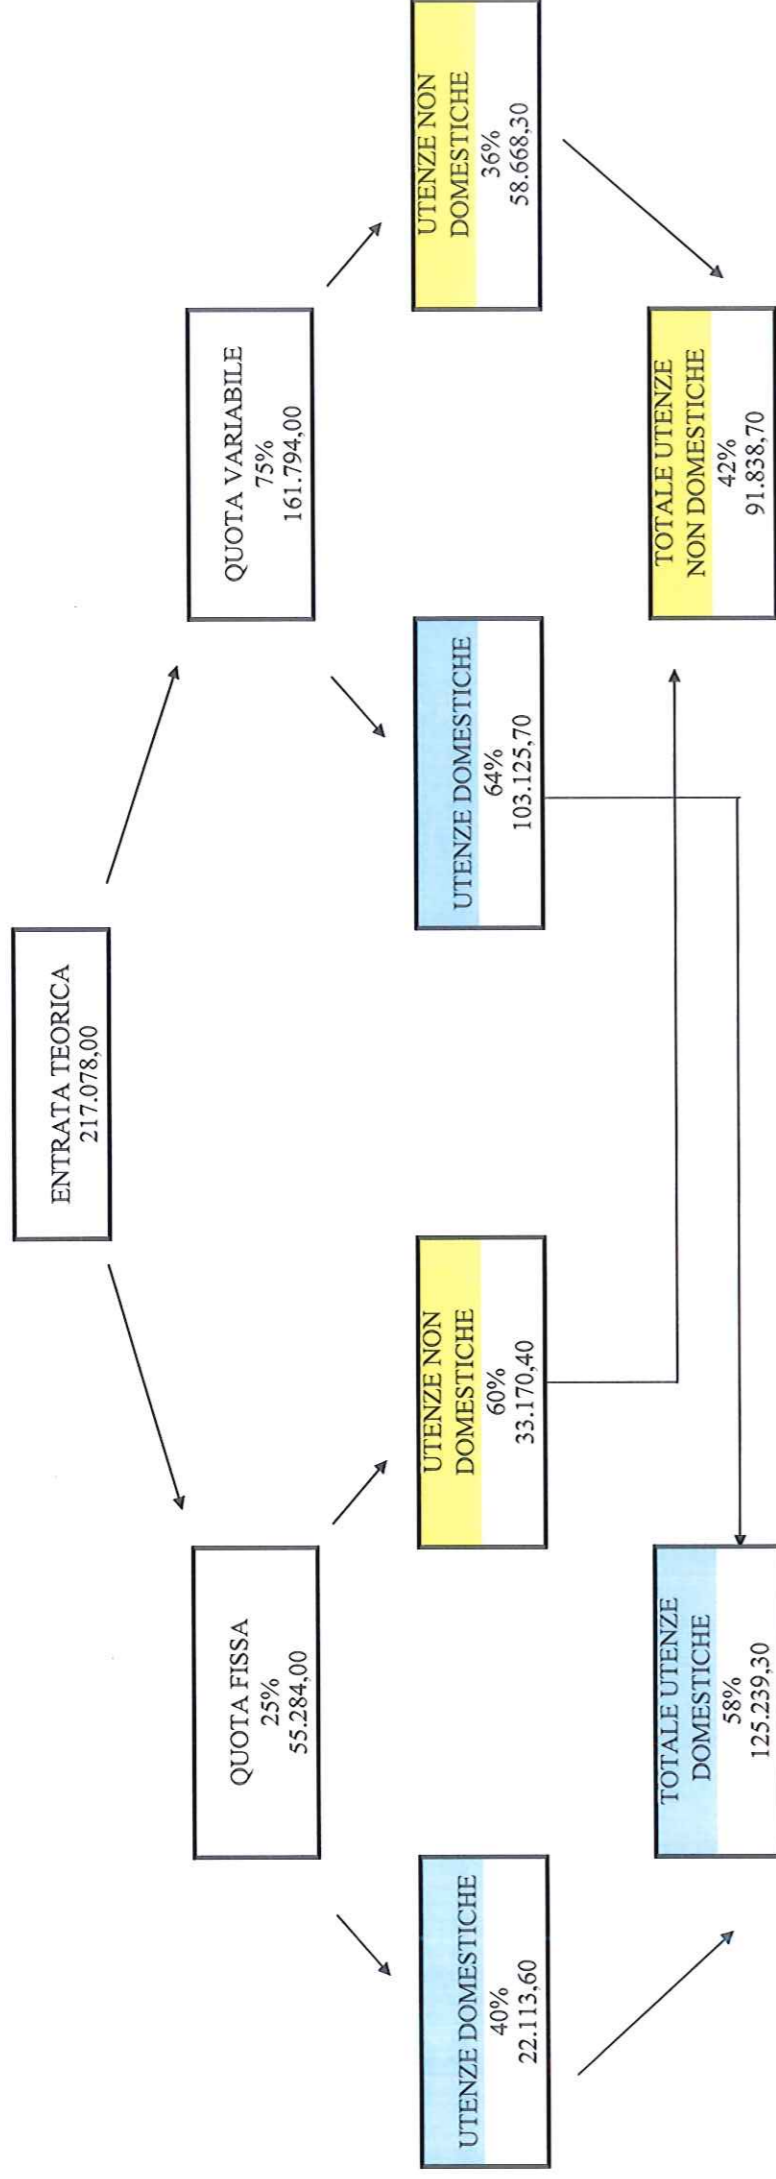 ENTRATA TEORICA
217.078,00
QUOTA FISSA
25%
55.284,00
QUOTA VARIABILE
75%
161.794,00
UTENZE DOMESTICHE
40%
22.113,60
UTENZE NON
DOMESTICHE
60%
33.170,40
UTENZE DOMESTICHE
64%
103.125,70
UTENZE NON
DOMESTICHE
36%
58.668,30
TOTALE UTENZE
DOMESTICHE
58%
125.239,30
TOTALE UTENZE
NON DOMESTICHE
42%
91.838,70